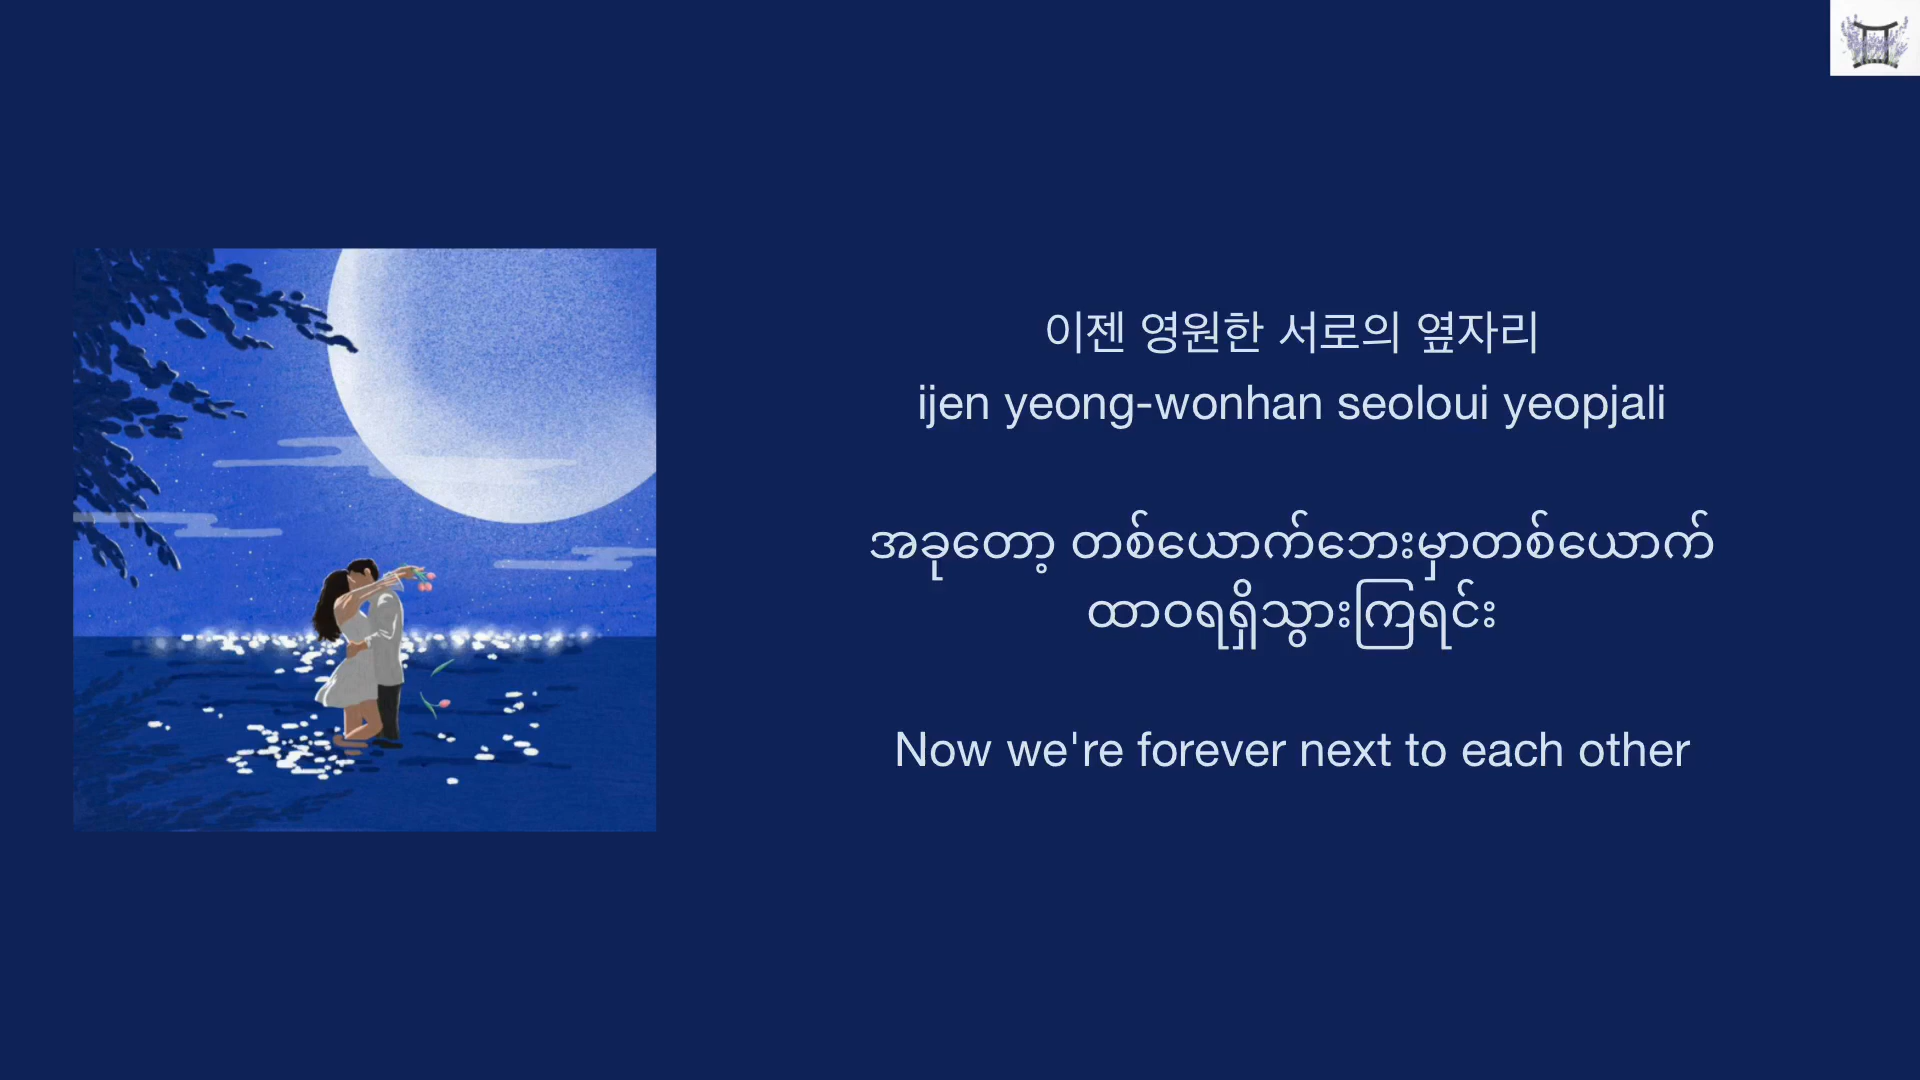 이젠 영원한 서로의 옆자리
ijen yeong-wonhan seoloui yeopjali
အခုတော့ တစ်ယောက်ဘေးမှာတစ်ယောက်
ထာဝရရှိသွားကြရင်း
Now we're forever next to each other